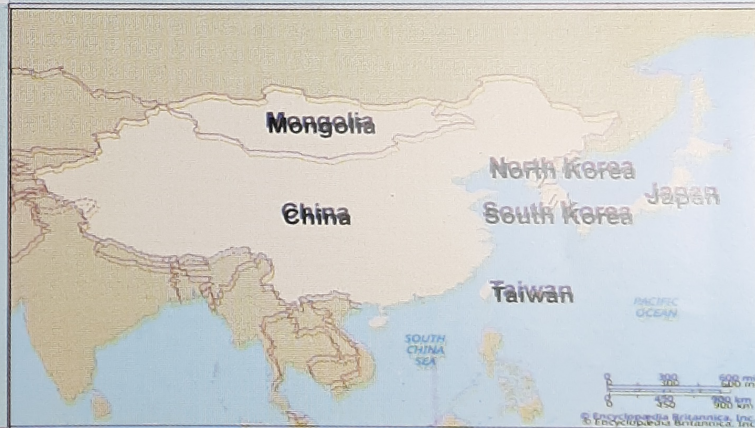 Mongolia
North Korea
Japan
China
South Korea
Taiwan
PACIFIC
OCEAN
SOUTH
CHINA
SEA
0 300 600 mi
0 450 900 km
© Encyclopædia Britannica, Inc.